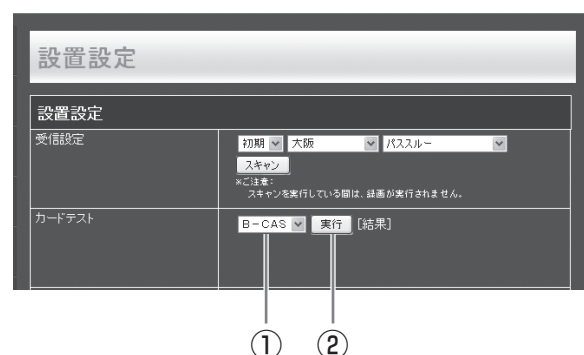 設置設定
設置設定
受信設定
初期 大阪 パススルー
スキャン
※ご注意：
スキャンを実行している間は、録画が実行されません。
カードテスト
B-CAS 実行 [結果]
① ②